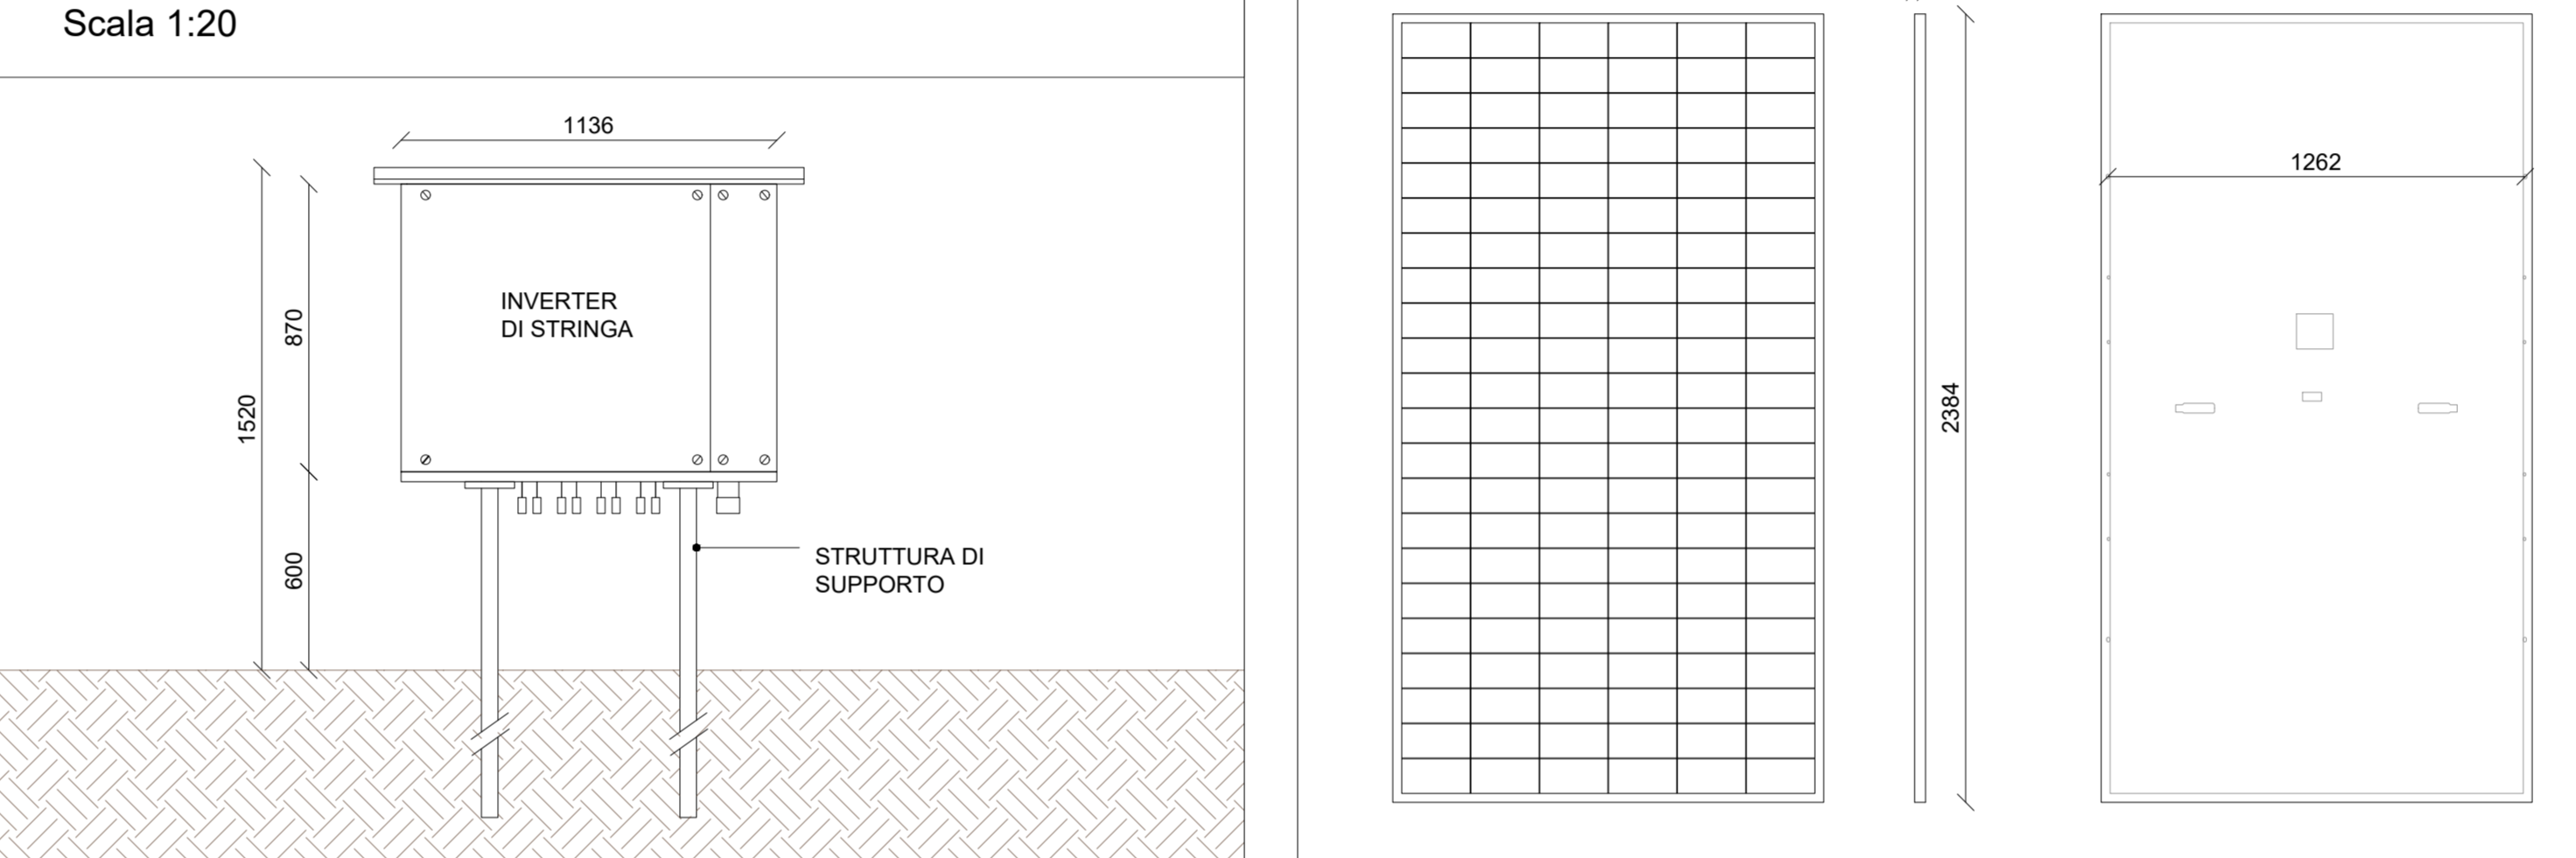 Scala 1:20
1136
870
1520
600
INVERTER
DI STRINGA
STRUTTURA DI
SUPPORTO
2384
1262